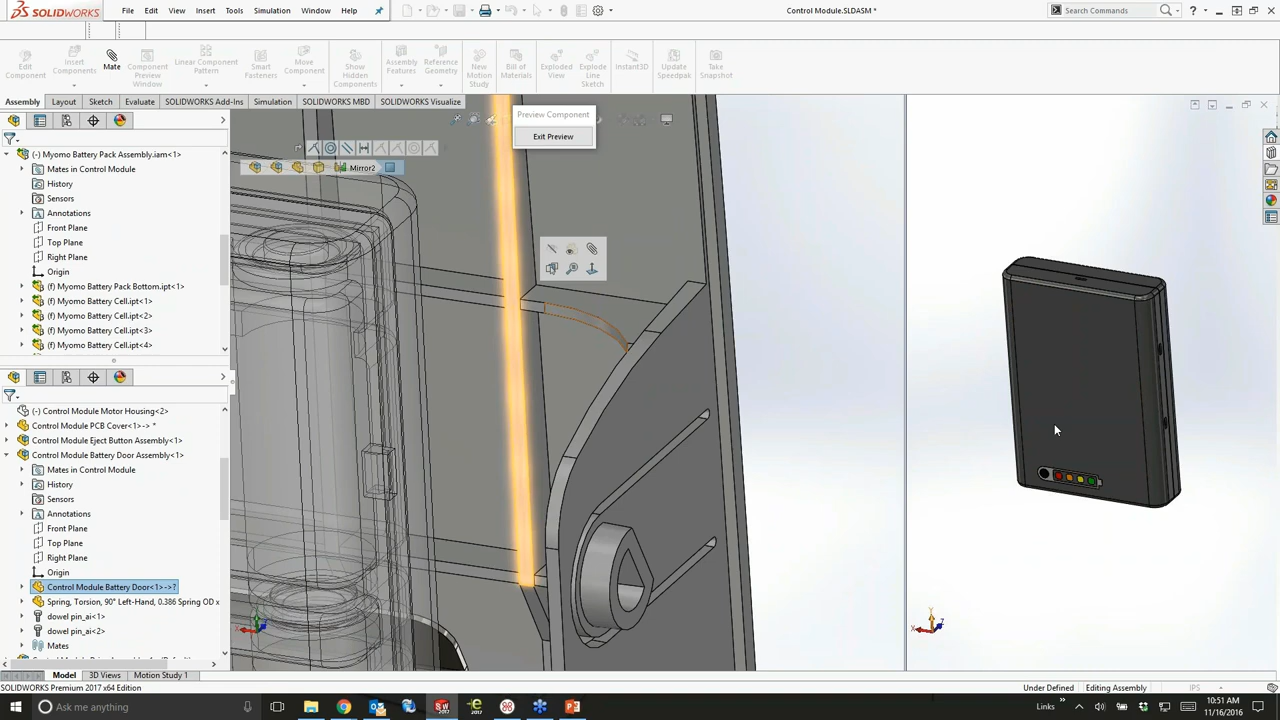 SOLIDWORKS
File
Edit
View
Insert
Tools
Simulation
Window
Help
Control Module.SLDASM *
Search Commands
Edit Component
Insert Components
Mate
Component Preview Window
Linear Component Pattern
Smart Fasteners
Move Component
Show Hidden Components
Assembly Features
Reference Geometry
New Motion Study
Bill of Materials
Exploded View
Explode Line Sketch
Instant3D
Update Speedpak
Take Snapshot
Assembly
Layout
Sketch
Evaluate
SOLIDWORKS Add-Ins
Simulation
SOLIDWORKS MBD
SOLIDWORKS Visualize
Preview Component
Exit Preview
Mirror2
(-) Myomo Battery Pack Assembly.iam<1>
Mates in Control Module
History
Sensors
Annotations
Front Plane
Top Plane
Right Plane
Origin
(f) Myomo Battery Pack Bottom.ipt<1>
(f) Myomo Battery Cell.ipt<1>
(f) Myomo Battery Cell.ipt<2>
(f) Myomo Battery Cell.ipt<3>
(f) Myomo Battery Cell.ipt<4>
(-) Control Module Motor Housing<2>
Control Module PCB Cover<1>-> *
Control Module Eject Button Assembly<1>
Control Module Battery Door Assembly<1>
Mates in Control Module
History
Sensors
Annotations
Front Plane
Top Plane
Right Plane
Origin
Control Module Battery Door<1>->?
Spring, Torsion, 90° Left-Hand, 0.386 Spring OD x
dowel pin_ai<1>
dowel pin_ai<2>
Mates
Model
3D Views
Motion Study 1
SOLIDWORKS Premium 2017 x64 Edition
Under Defined
Editing Assembly
IPS
Ask me anything
Links
10:51 AM
11/16/2016